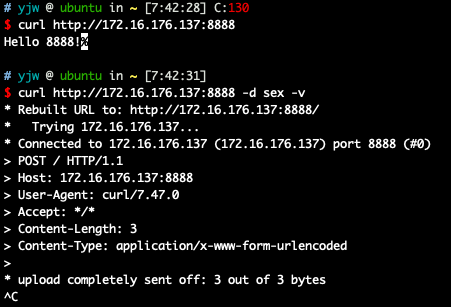 # yjw @ ubuntu in ~ [7:42:28] C:130
$ curl http://172.16.176.137:8888
Hello 8888!%
# yjw @ ubuntu in ~ [7:42:31]
$ curl http://172.16.176.137:8888 -d sex -v
* Rebuilt URL to: http://172.16.176.137:8888/
*   Trying 172.16.176.137...
* Connected to 172.16.176.137 (172.16.176.137) port 8888 (#0)
> POST / HTTP/1.1
> Host: 172.16.176.137:8888
> User-Agent: curl/7.47.0
> Accept: */*
> Content-Length: 3
> Content-Type: application/x-www-form-urlencoded
>
* upload completely sent off: 3 out of 3 bytes
^C